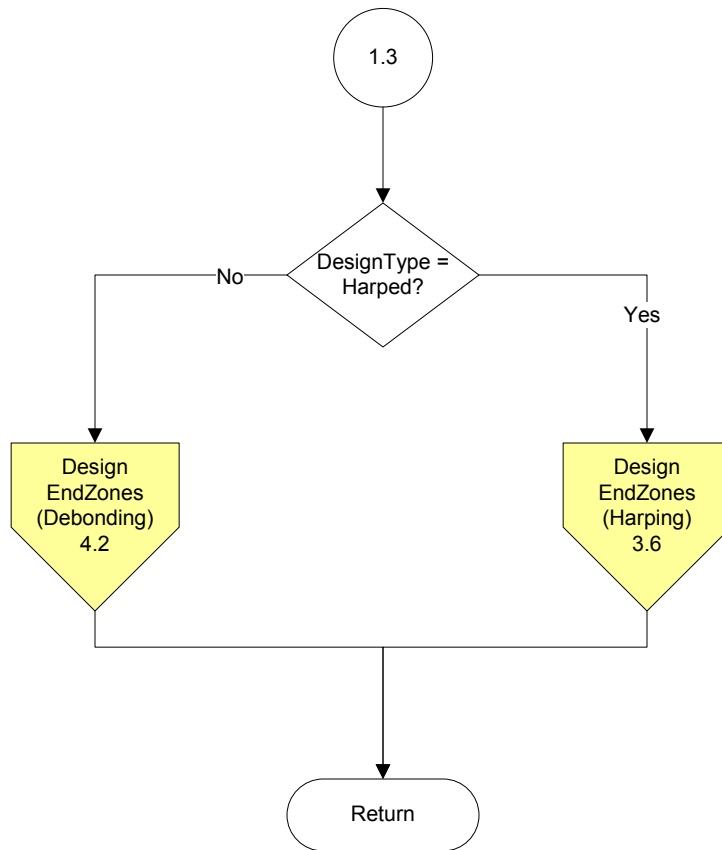 1.3
DesignType =
Harped?
No
Yes
Design
EndZones
(Debonding)
4.2
Design
EndZones
(Harping)
3.6
Return